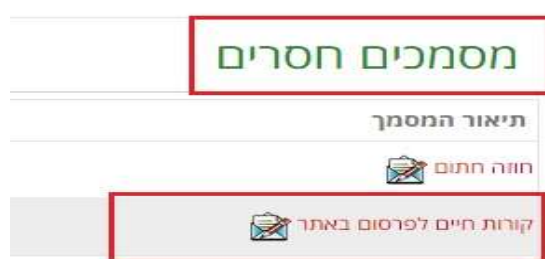 מסמכים חסרים
תיאור המסמך
חוזה חתום
קורות חיים לפרסום באתר